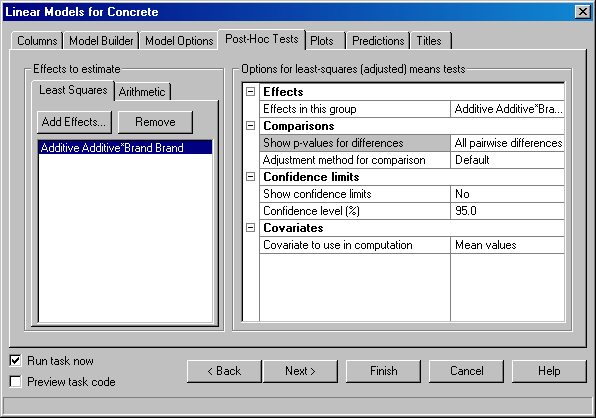 Linear Models for Concrete
Columns Model Builder Model Options Post-Hoc Tests Plots Predictions Titles
Effects to estimate
Least Squares Arithmetic
Add Effects... Remove
Additive Additive*Brand Brand
Options for least-squares (adjusted) means tests
Effects
Effects in this group Additive Additive*Bra...
Comparisons
Show p-values for differences All pairwise differences
Adjustment method for comparison Default
Confidence limits
Show confidence limits No
Confidence level (%) 95.0
Covariates
Covariate to use in computation Mean values
Run task now
Preview task code
< Back Next > Finish Cancel Help